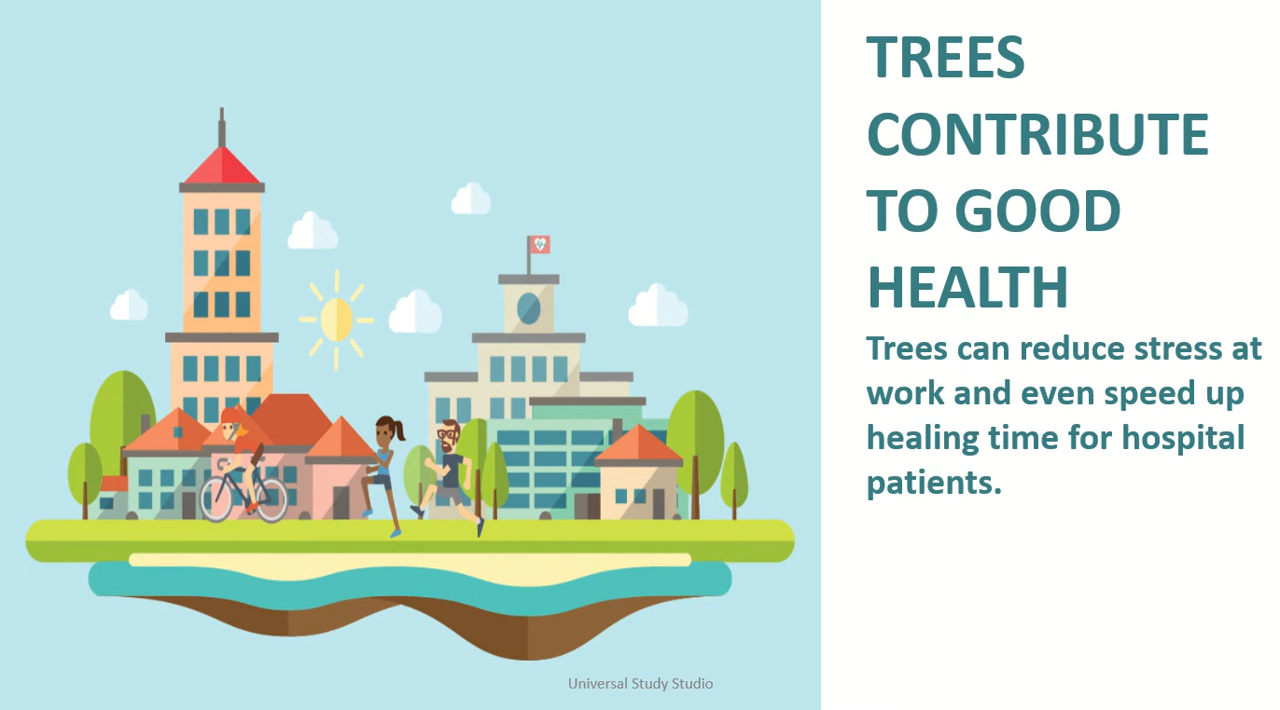 TREES
CONTRIBUTE
TO GOOD
HEALTH
Trees can reduce stress at
work and even speed up
healing time for hospital
patients.
Universal Study Studio